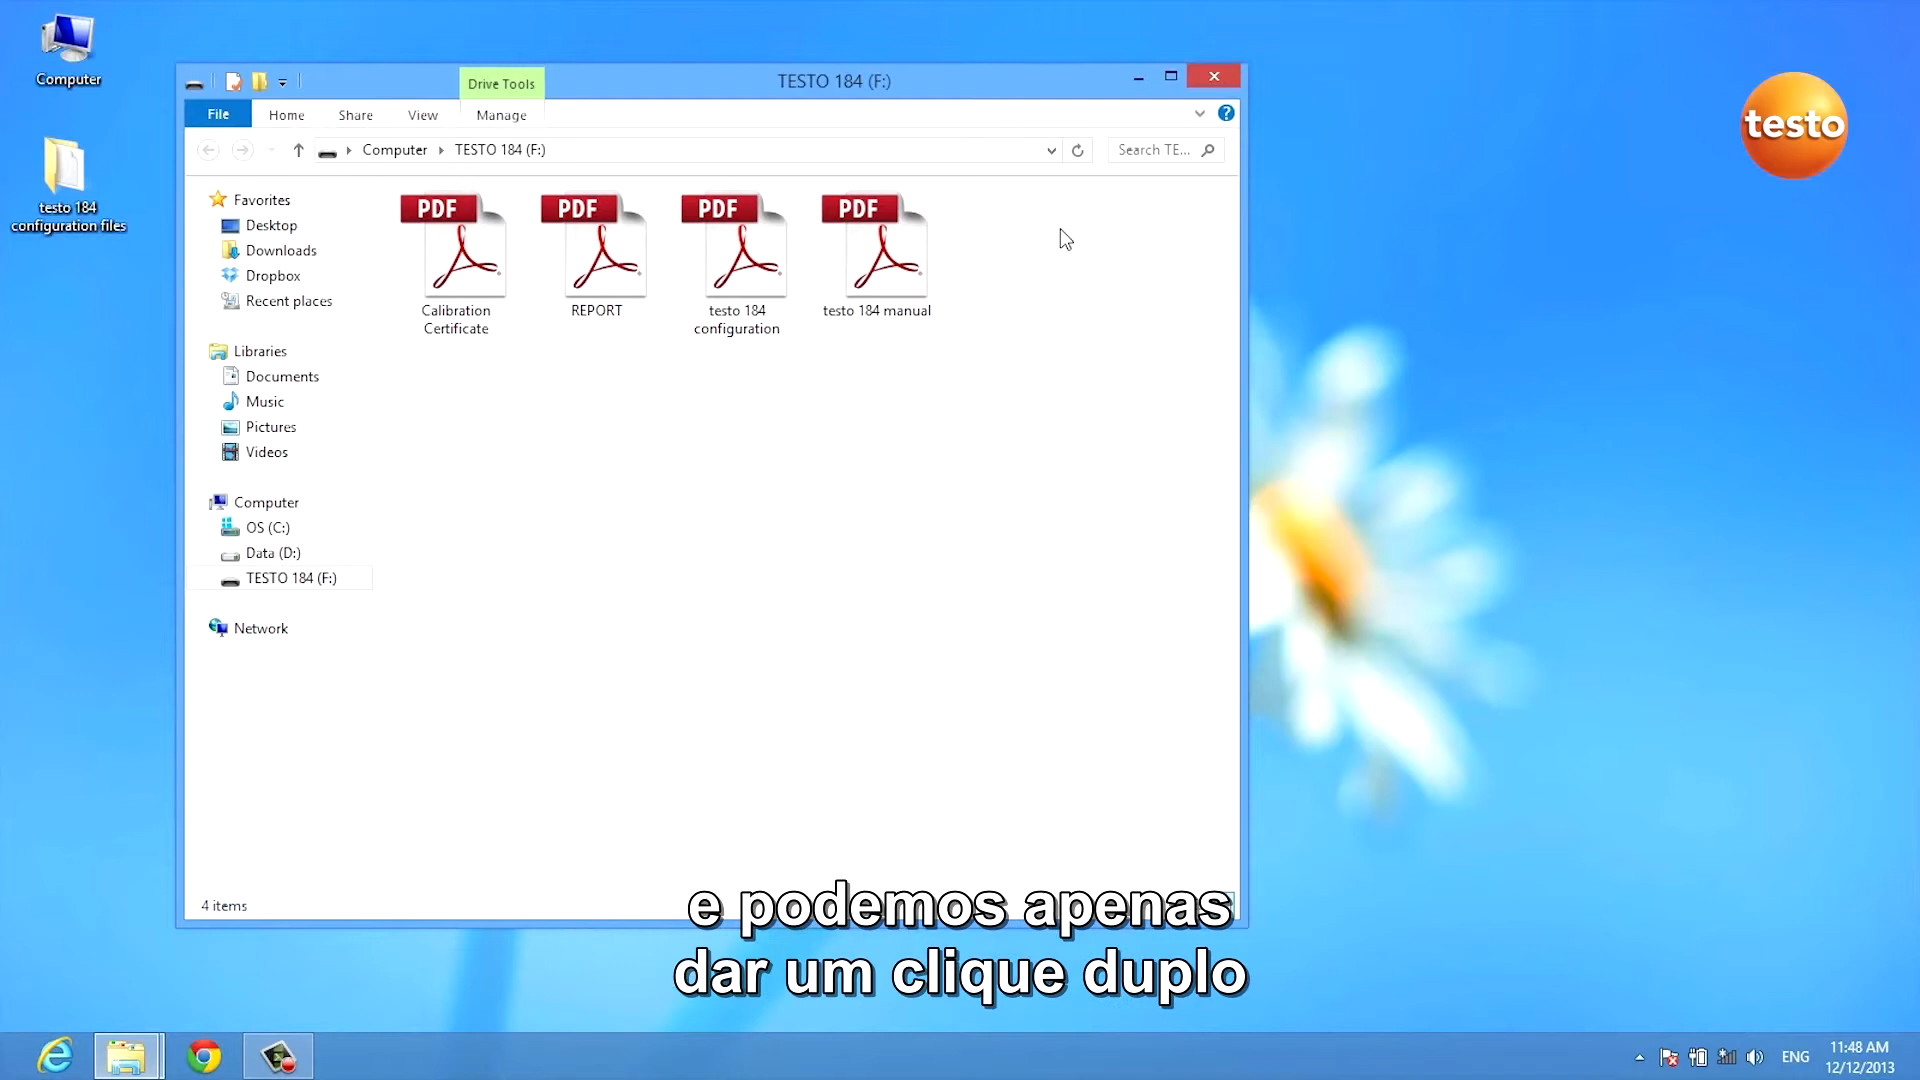 Computer
testo 184
configuration files
Drive Tools
TESTO 184 (F:)
File
Home
Share
View
Manage
Computer
TESTO 184 (F:)
Search TE...
testo
Favorites
Desktop
Downloads
Dropbox
Recent places
Libraries
Documents
Music
Pictures
Videos
Computer
OS (C:)
Data (D:)
TESTO 184 (F:)
Network
PDF
PDF
PDF
PDF
Calibration
Certificate
REPORT
testo 184
configuration
testo 184 manual
4 items
e podemos apenas
dar um clique duplo
ENG
11:48 AM
12/12/2013